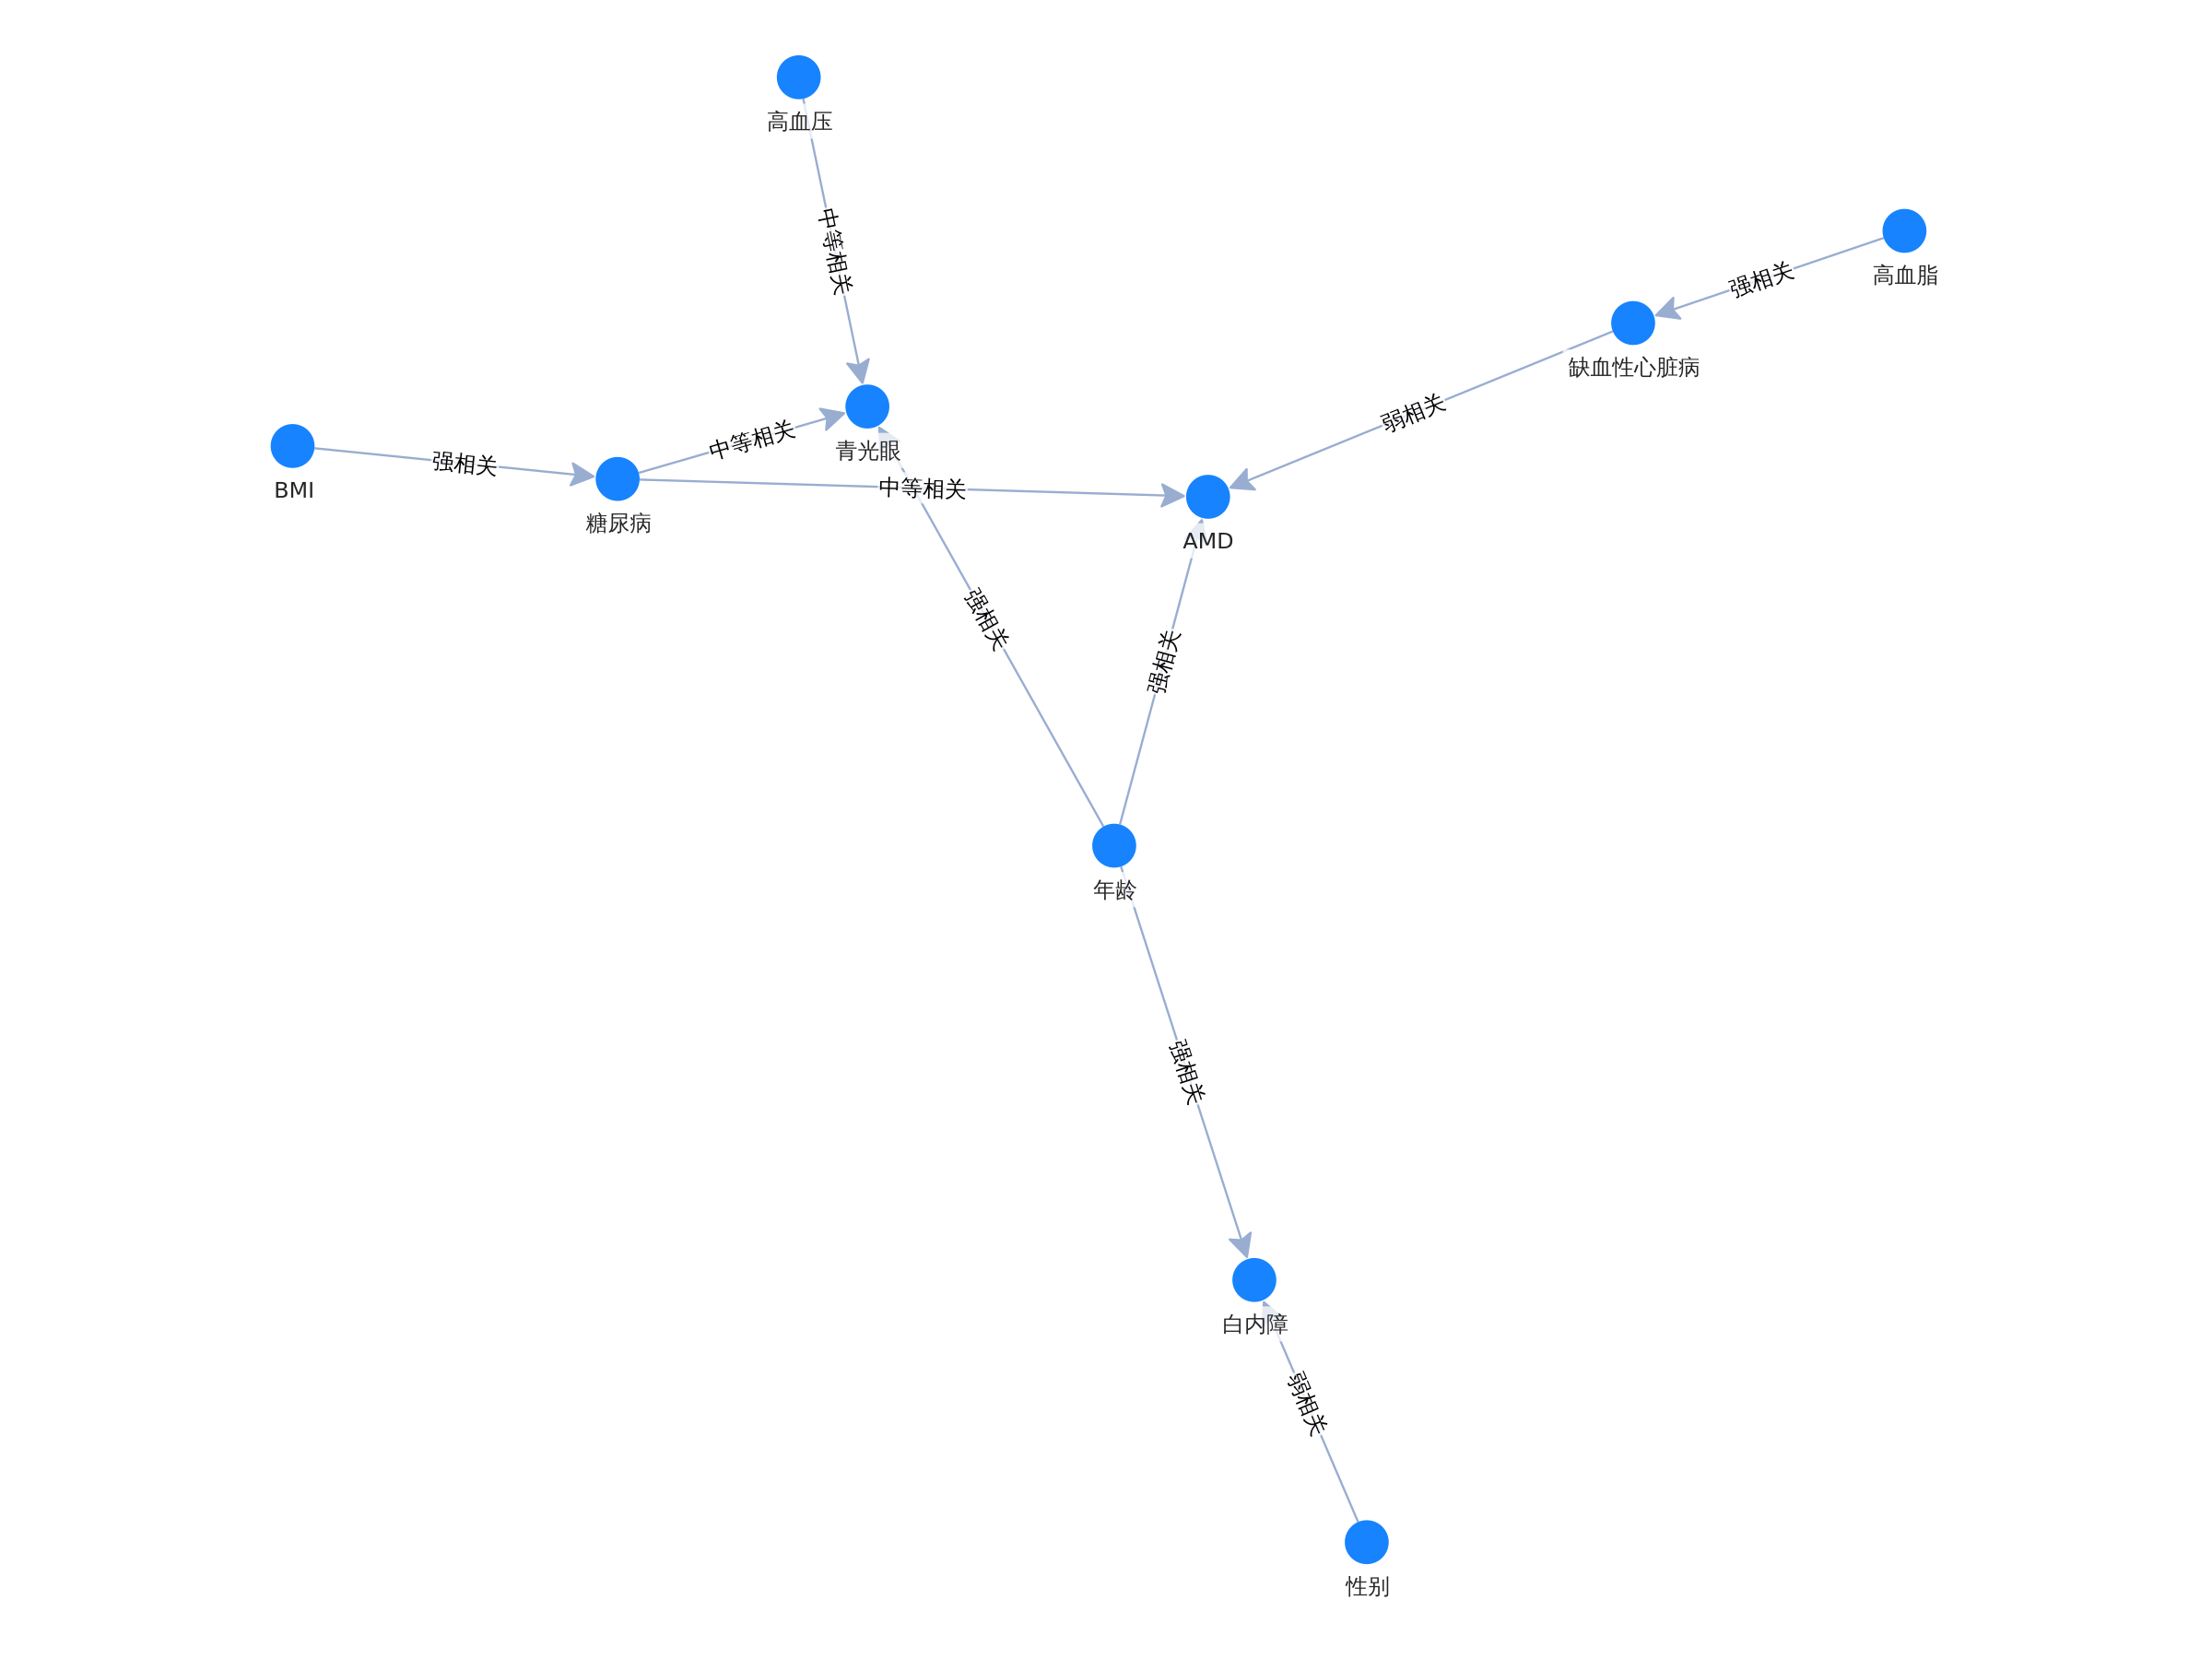 高血压
中等相关
高血脂
强相关
缺血性心脏病
弱相关
青光眼
中等相关
BMI
强相关
糖尿病
中等相关
AMD
强相关
强相关
年龄
强相关
白内障
弱相关
性别